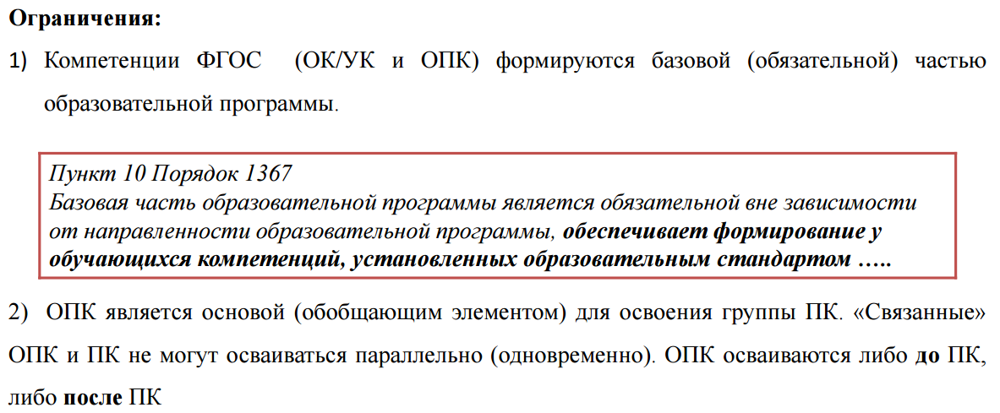 Ограничения:
1) Компетенции ФГОС (ОК/УК и ОПК) формируются базовой (обязательной) частью
образовательной программы.
Пункт 10 Порядок 1367
Базовая часть образовательной программы является обязательной вне зависимости
от направленности образовательной программы, обеспечивает формирование у
обучающихся компетенций, установленных образовательным стандартом …..
2) ОПК является основой (обобщающим элементом) для освоения группы ПК. «Связанные»
ОПК и ПК не могут осваиваться параллельно (одновременно). ОПК осваиваются либо до ПК,
либо после ПК